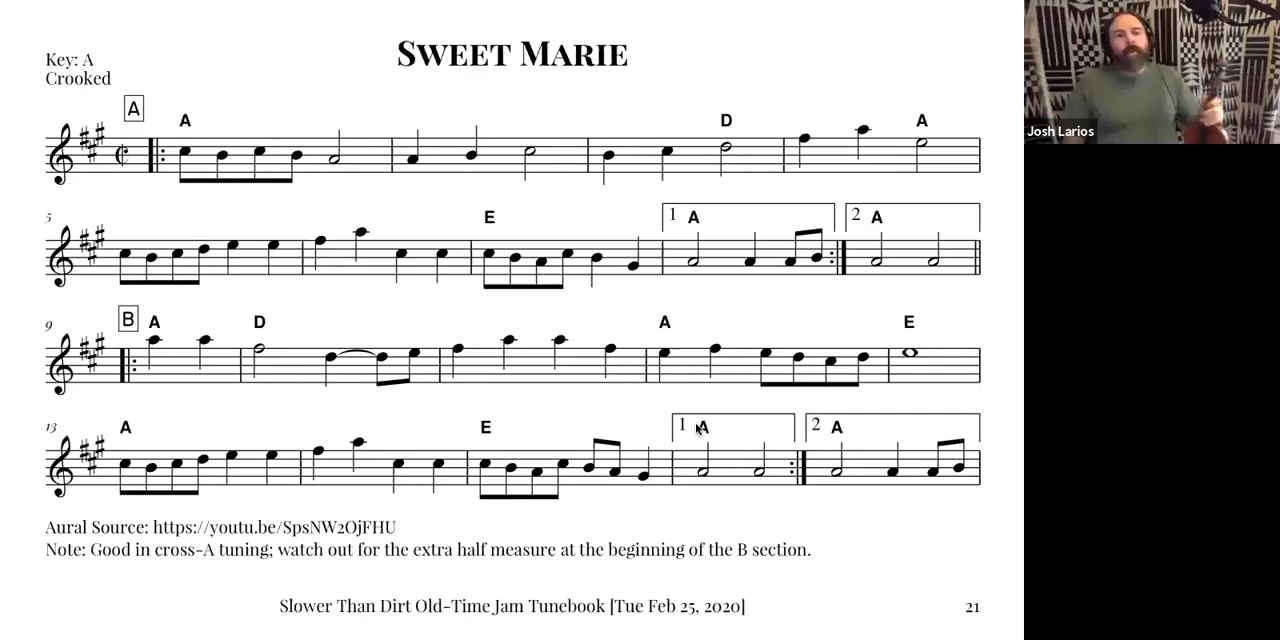 SWEET MARIE
Key: A
Crooked
A
A D A
5 E 1 A 2 A
B
9 A D A E
13 A E 1 A 2 A
Aural Source: https://youtu.be/SpsNW2OjFHU
Note: Good in cross-A tuning; watch out for the extra half measure at the beginning of the B section.
Slower Than Dirt Old-Time Jam Tunebook [Tue Feb 25, 2020]
21
Josh Larios